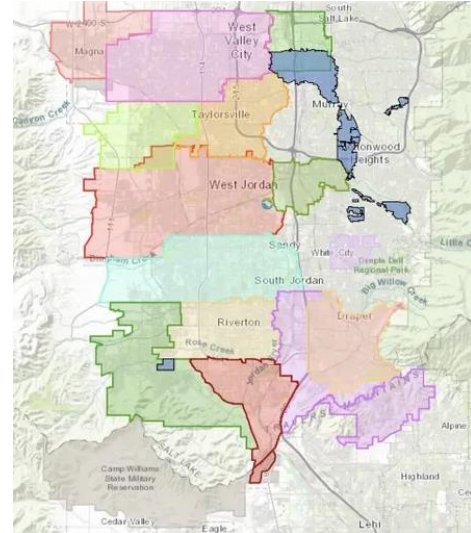 South
Salt Lake
W 2400 S
West
Valley
City
Magna
Murray
Taylorsville
Canyon Creek
Heights
West Jordan
Bingham Creek
Sandy
White City
Dimple Dell
Regional Park
South Jordan
Big Willow Creek
Riverton
Draper
Rose Creek
Alpine
Camp Williams
State Military
Reservation
Highland
Cedar Valley
Eagle
Lehi